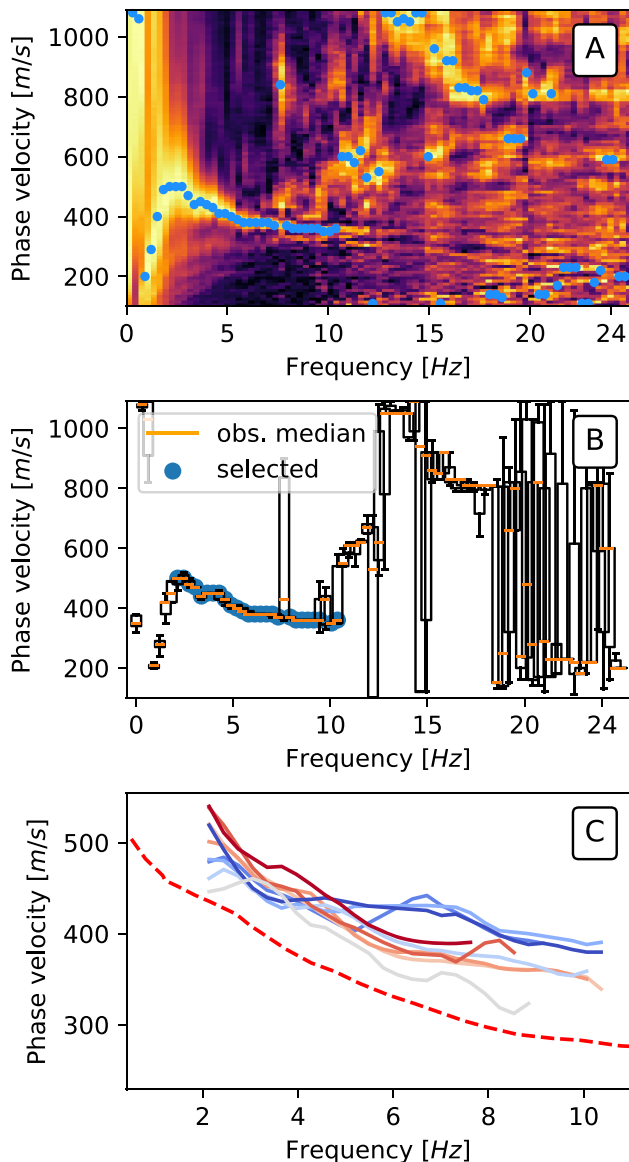 A
Phase velocity [m/s]
1000
800
600
400
200
0 5 10 15 20 24
Frequency [Hz]
B
obs. median
selected
Phase velocity [m/s]
1000
800
600
400
200
0 5 10 15 20 24
Frequency [Hz]
C
Phase velocity [m/s]
500
400
300
2 4 6 8 10
Frequency [Hz]